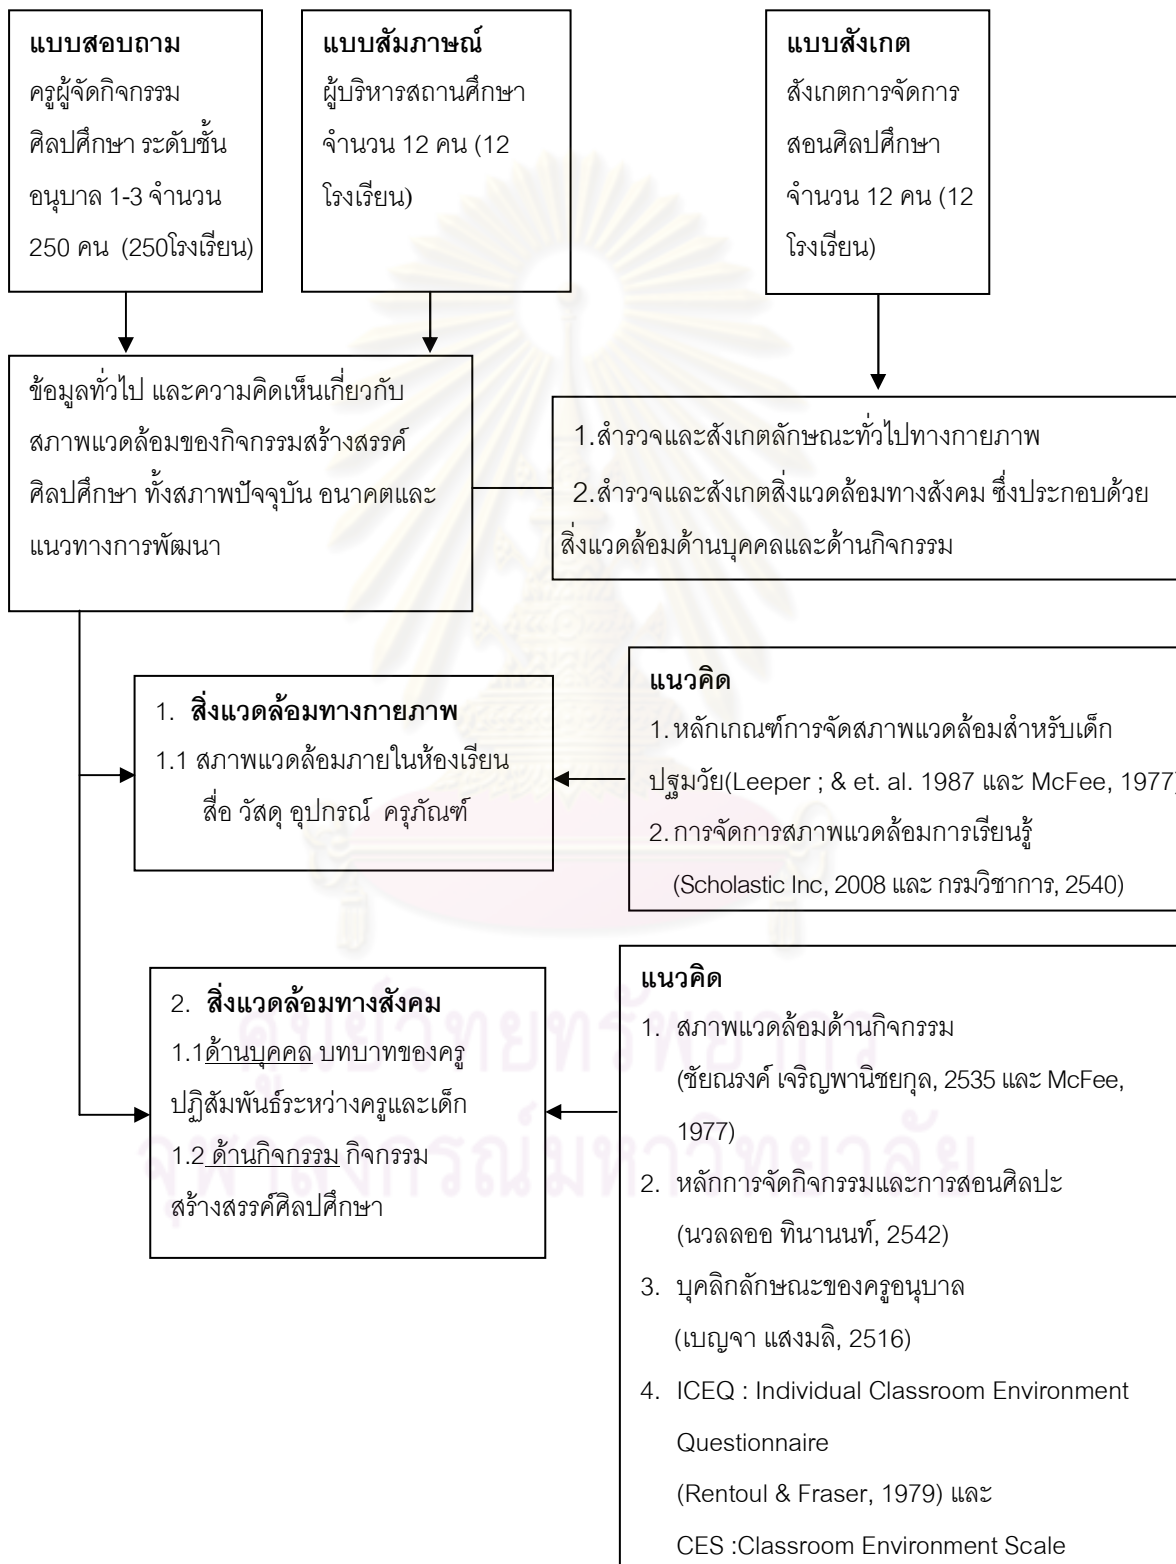 แบบสอบถาม
ครูผู้จัดกิจกรรม
ศิลปศึกษา ระดับชั้น
อนุบาล 1-3 จำนวน
250 คน  (250โรงเรียน)
แบบสัมภาษณ์
ผู้บริหารสถานศึกษา
จำนวน 12 คน (12
โรงเรียน)
แบบสังเกต
สังเกตการจัดการ
สอนศิลปศึกษา
จำนวน 12 คน (12
โรงเรียน)
ข้อมูลทั่วไป และความคิดเห็นเกี่ยวกับ
สภาพแวดล้อมของกิจกรรมสร้างสรรค์
ศิลปศึกษา ทั้งสภาพปัจจุบัน อนาคตและ
แนวทางการพัฒนา
1.สำรวจและสังเกตลักษณะทั่วไปทางกายภาพ
2.สำรวจและสังเกตสิ่งแวดล้อมทางสังคม ซึ่งประกอบด้วย
สิ่งแวดล้อมด้านบุคคลและด้านกิจกรรม
1. สิ่งแวดล้อมทางกายภาพ
1.1 สภาพแวดล้อมภายในห้องเรียน
สื่อ วัสดุ อุปกรณ์ ครุภัณฑ์
แนวคิด
1. หลักเกณฑ์การจัดสภาพแวดล้อมสำหรับเด็ก
ปฐมวัย(Leeper ; & et. al. 1987 และ McFee, 1977)
2. การจัดการสภาพแวดล้อมการเรียนรู้
(Scholastic Inc, 2008 และ กรมวิชาการ, 2540)
2. สิ่งแวดล้อมทางสังคม
1.1ด้านบุคคล บทบาทของครู
ปฏิสัมพันธ์ระหว่างครูและเด็ก
1.2 ด้านกิจกรรม กิจกรรม
สร้างสรรค์ศิลปศึกษา
แนวคิด
1. สภาพแวดล้อมด้านกิจกรรม
(ชัยณรงค์ เจริญพานิชยกุล, 2535 และ McFee,
1977)
2. หลักการจัดกิจกรรมและการสอนศิลปะ
(นวลลออ ทินานนท์, 2542)
3. บุคลิกลักษณะของครูอนุบาล
(เบญจา แสงมลิ, 2516)
4. ICEQ : Individual Classroom Environment
Questionnaire
(Rentoul & Fraser, 1979) และ
CES :Classroom Environment Scale
ศูนย์วิทยทรัพยากร
จุฬาลงกรณ์มหาวิทยาลัย